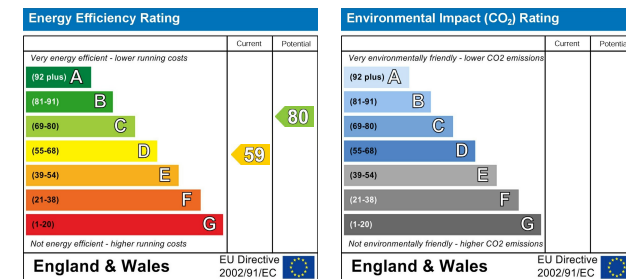 Energy Efficiency Rating
Current Potential
Very energy efficient - lower running costs
(92 plus) A
(81-91) B
(69-80) C
80
(55-68) D
59
(39-54) E
(21-38) F
(1-20) G
Not energy efficient - higher running costs
England & Wales
EU Directive
2002/91/EC
Environmental Impact (CO2) Rating
Current Potentia
Very environmentally friendly - lower CO2 emissions
(92 plus) A
(81-91) B
(69-80) C
(55-68) D
(39-54) E
(21-38) F
(1-20) G
Not environmentally friendly - higher CO2 emissions
England & Wales
EU Directive
2002/91/EC